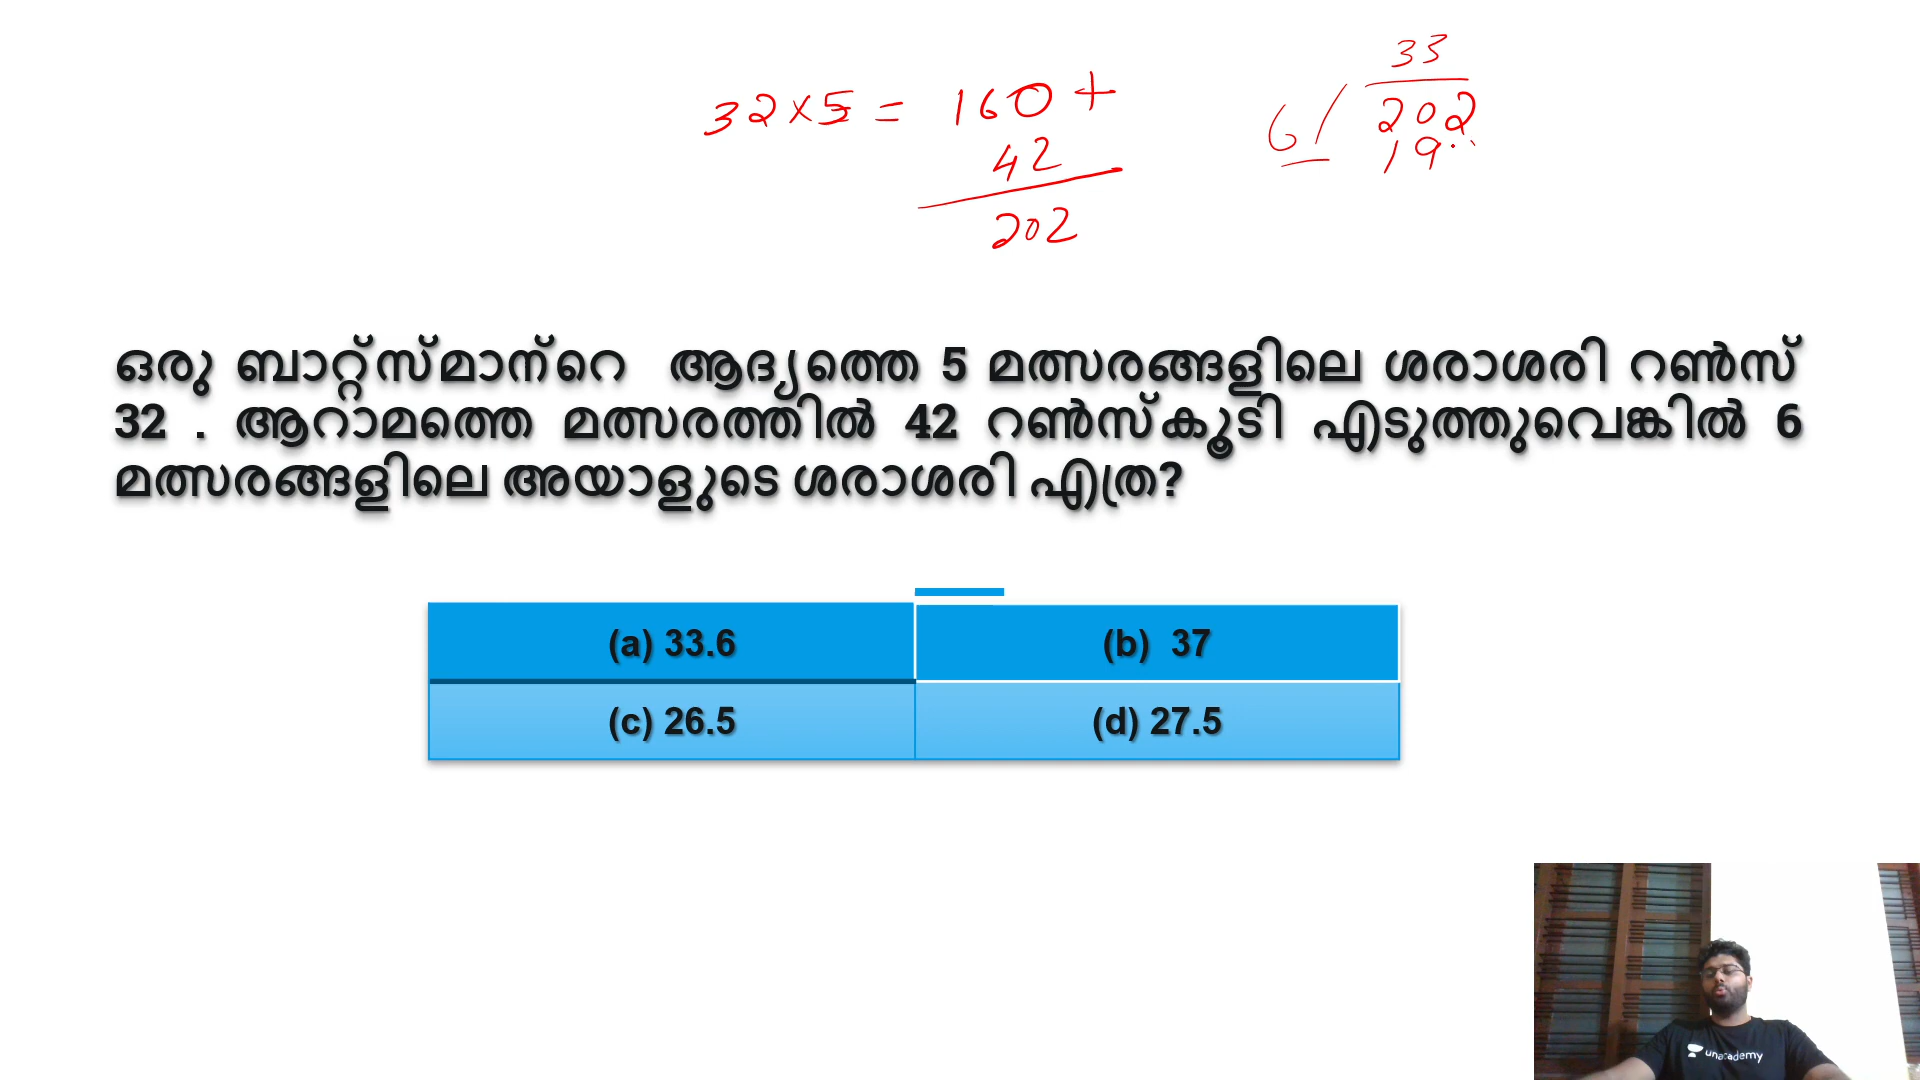 33
32×5 = 160 +
6/ 202
42
19
202
ഒരു ബാറ്റ്സ്മാന്റെ ആദ്യത്തെ 5 മത്സരങ്ങളിലെ ശരാശരി റൺസ്
32 . ആറാമത്തെ മത്സരത്തിൽ 42 റൺസ്കൂടി എടുത്തുവെങ്കിൽ 6
മത്സരങ്ങളിലെ അയാളുടെ ശരാശരി എത്ര?
(a) 33.6 (b) 37
(c) 26.5 (d) 27.5
unacademy